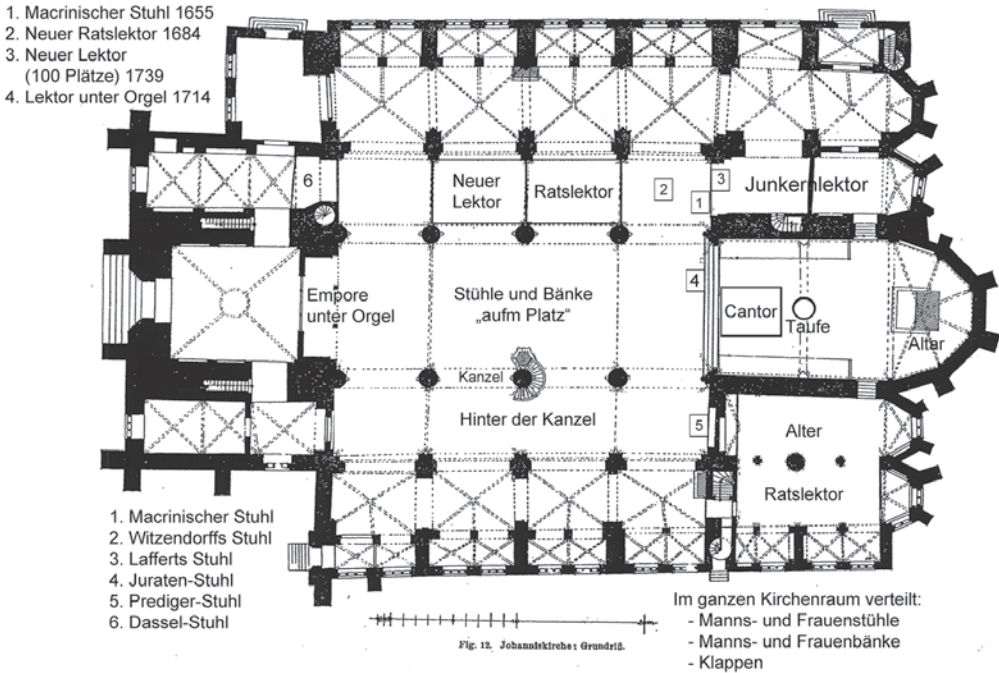 1. Macrinischer Stuhl 1655
2. Neuer Ratslektor 1684
3. Neuer Lektor
(100 Plätze) 1739
4. Lektor unter Orgel 1714
6
Neuer
Lektor
Ratslektor
2
3
1
Junkernlektor
4
Empore
unter Orgel
Stühle und Bänke
„aufm Platz"
Cantor
Taufe
Altar
Kanzel
Hinter der Kanzel
5
Alter
Ratslektor
1. Macrinischer Stuhl
2. Witzendorffs Stuhl
3. Lafferts Stuhl
4. Juraten-Stuhl
5. Prediger-Stuhl
6. Dassel-Stuhl
Fig. 12. Johanniskirche: Grundriß.
Im ganzen Kirchenraum verteilt:
- Manns- und Frauenstühle
- Manns- und Frauenbänke
- Klappen